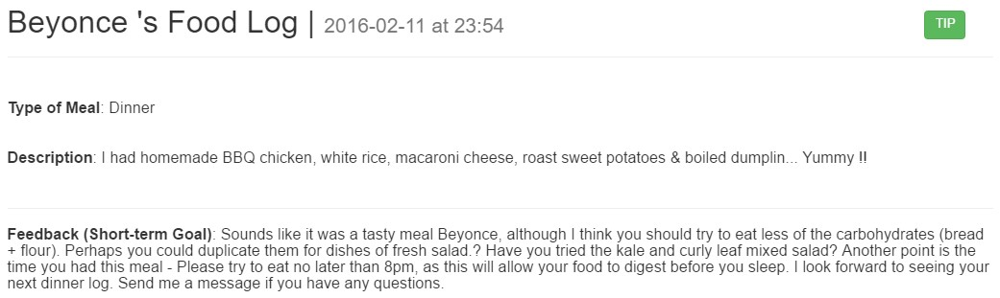 Beyonce 's Food Log | 2016-02-11 at 23:54 TIP
Type of Meal: Dinner
Description: I had homemade BBQ chicken, white rice, macaroni cheese, roast sweet potatoes & boiled dumplin... Yummy !!
Feedback (Short-term Goal): Sounds like it was a tasty meal Beyonce, although I think you should try to eat less of the carbohydrates (bread
+ flour). Perhaps you could duplicate them for dishes of fresh salad.? Have you tried the kale and curly leaf mixed salad? Another point is the
time you had this meal - Please try to eat no later than 8pm, as this will allow your food to digest before you sleep. I look forward to seeing your
next dinner log. Send me a message if you have any questions.